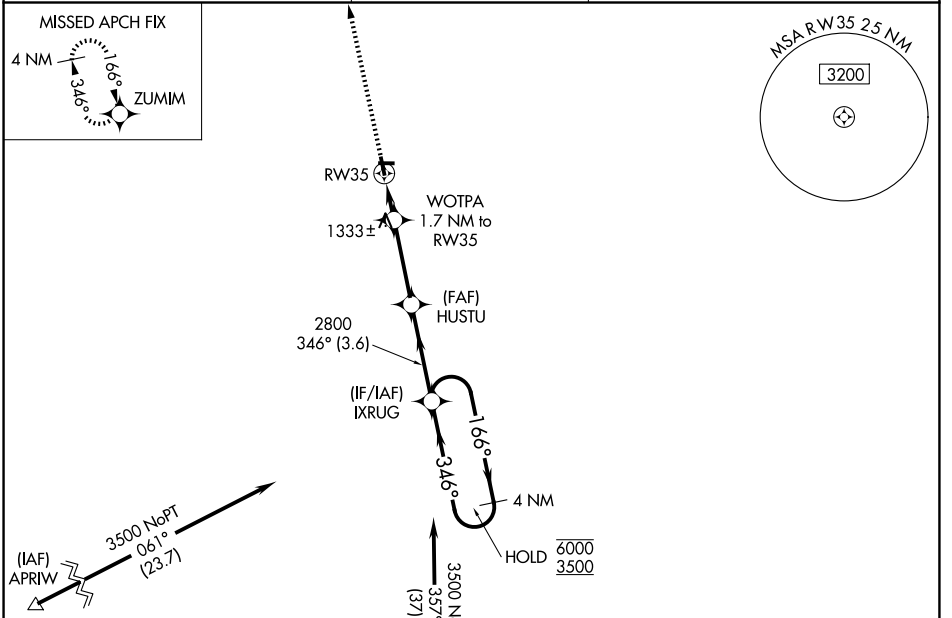 MISSED APCH FIX
4 NM
166°
346°
ZUMIM
MSA RW35 25 NM
3200
RW35
WOTPA
1.7 NM to
RW35
1333±
(FAF)
HUSTU
2800
346° (3.6)
(IF/IAF)
IXRUG
166°
346°
4 NM
HOLD
6000
3500
3500 NoPT
061°
(23.7)
(IAF)
APRIW
3500 N
357°
(37)